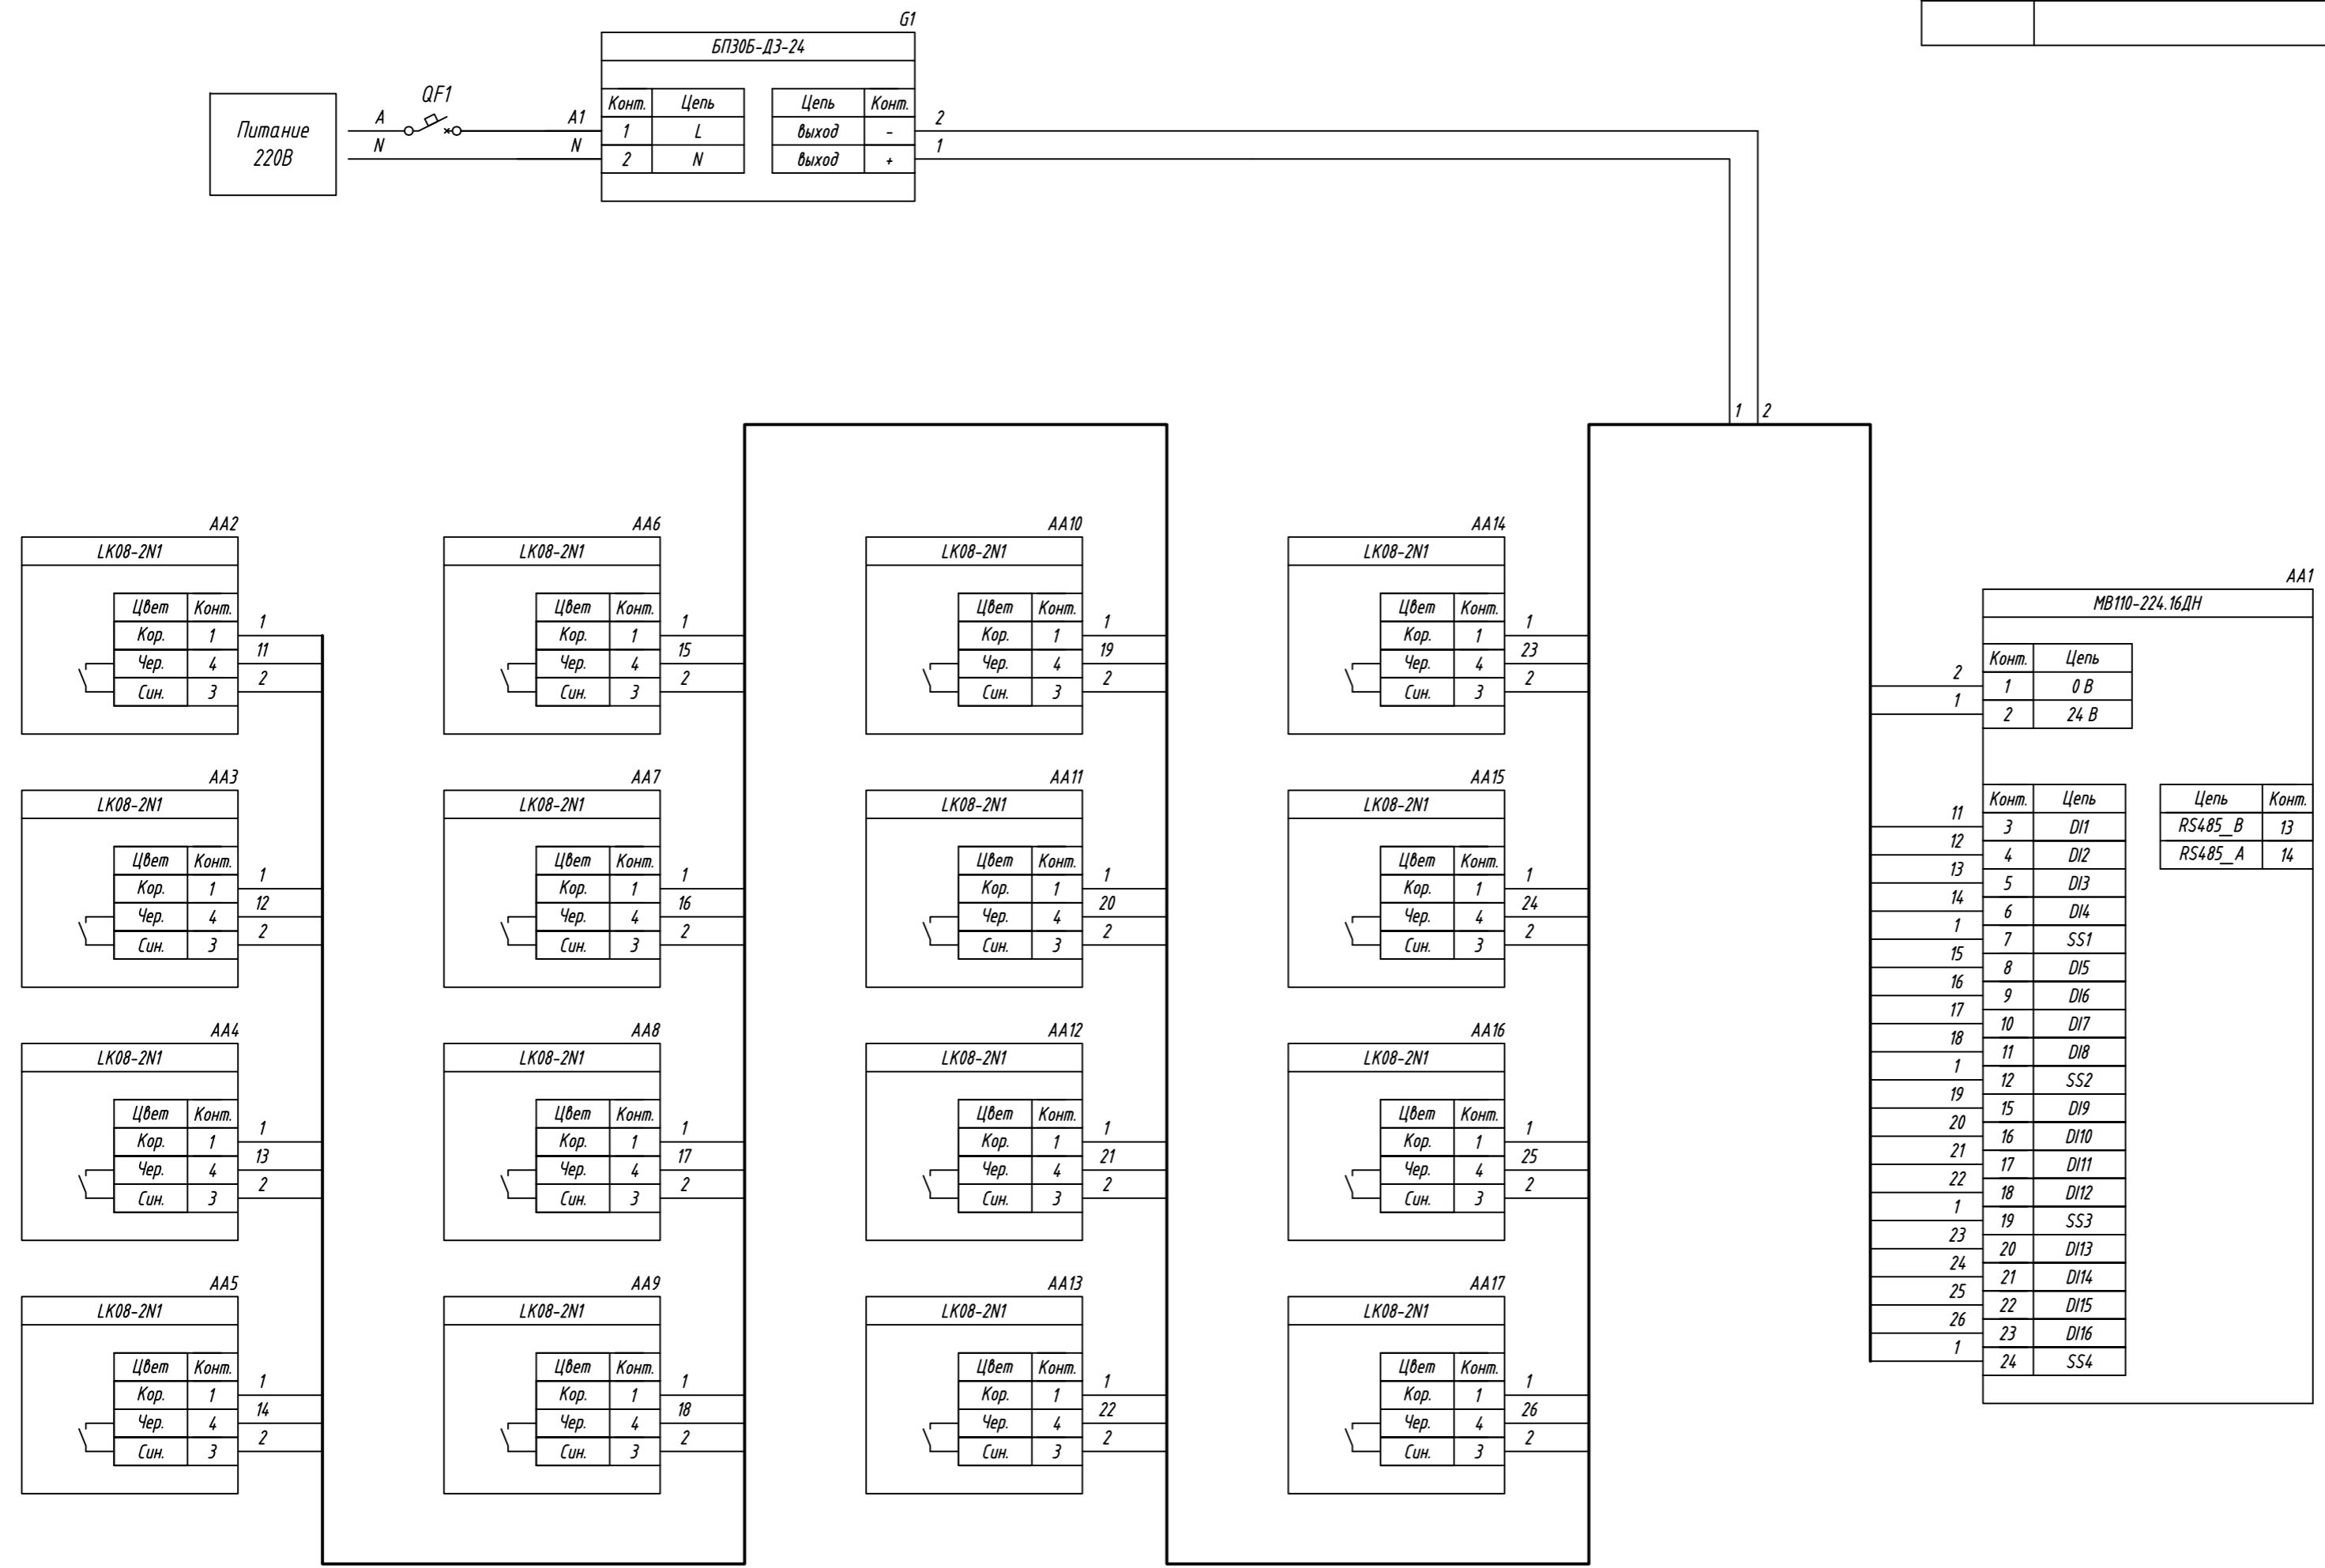 G1
БП30Б-Д3-24
Питание
220В
QF1
A
N
A1
N
Конт. Цепь
1 L
2 N
Цепь Конт.
выход -
выход +
2
1
1 2
AA2
LK08-2N1
Цвет Конт.
Кор. 1
Чер. 4
Син. 3
1
11
2
AA3
LK08-2N1
Цвет Конт.
Кор. 1
Чер. 4
Син. 3
1
12
2
AA4
LK08-2N1
Цвет Конт.
Кор. 1
Чер. 4
Син. 3
1
13
2
AA5
LK08-2N1
Цвет Конт.
Кор. 1
Чер. 4
Син. 3
1
14
2
AA6
LK08-2N1
Цвет Конт.
Кор. 1
Чер. 4
Син. 3
1
15
2
AA7
LK08-2N1
Цвет Конт.
Кор. 1
Чер. 4
Син. 3
1
16
2
AA8
LK08-2N1
Цвет Конт.
Кор. 1
Чер. 4
Син. 3
1
17
2
AA9
LK08-2N1
Цвет Конт.
Кор. 1
Чер. 4
Син. 3
1
18
2
AA10
LK08-2N1
Цвет Конт.
Кор. 1
Чер. 4
Син. 3
1
19
2
AA11
LK08-2N1
Цвет Конт.
Кор. 1
Чер. 4
Син. 3
1
20
2
AA12
LK08-2N1
Цвет Конт.
Кор. 1
Чер. 4
Син. 3
1
21
2
AA13
LK08-2N1
Цвет Конт.
Кор. 1
Чер. 4
Син. 3
1
22
2
AA14
LK08-2N1
Цвет Конт.
Кор. 1
Чер. 4
Син. 3
1
23
2
AA15
LK08-2N1
Цвет Конт.
Кор. 1
Чер. 4
Син. 3
1
24
2
AA16
LK08-2N1
Цвет Конт.
Кор. 1
Чер. 4
Син. 3
1
25
2
AA17
LK08-2N1
Цвет Конт.
Кор. 1
Чер. 4
Син. 3
1
26
2
AA1
МВ110-224.16ДН
Конт. Цепь
2 1 0 В
1 2 24 В
Конт. Цепь
11 3 DI1
12 4 DI2
13 5 DI3
14 6 DI4
1 7 SS1
15 8 DI5
16 9 DI6
17 10 DI7
18 11 DI8
1 12 SS2
19 15 DI9
20 16 DI10
21 17 DI11
22 18 DI12
1 19 SS3
23 20 DI13
24 21 DI14
25 22 DI15
26 23 DI16
1 24 SS4
Цепь Конт.
RS485_B 13
RS485_A 14